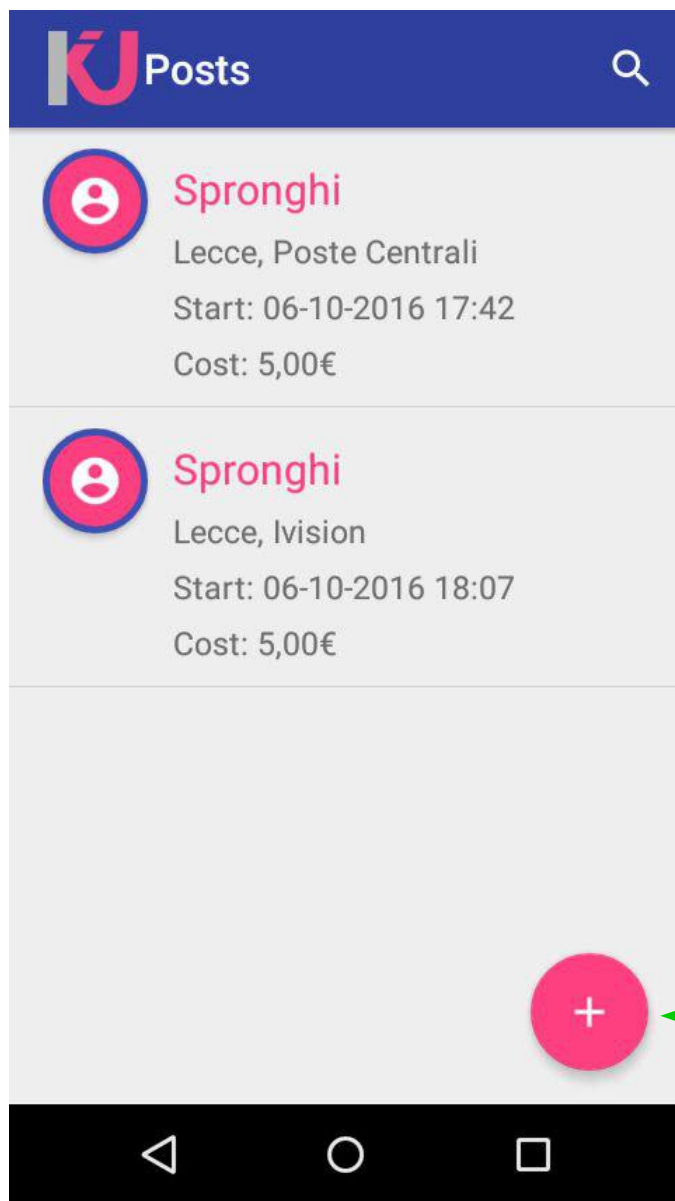 KJ Posts
Spronghi
Lecce, Poste Centrali
Start: 06-10-2016 17:42
Cost: 5,00€
Spronghi
Lecce, Ivision
Start: 06-10-2016 18:07
Cost: 5,00€